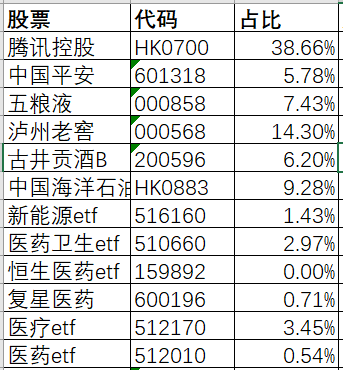 股票 代码 占比
腾讯控股 HK0700 38.66%
中国平安 601318 5.78%
五粮液 000858 7.43%
泸州老窖 000568 14.30%
古井贡酒B 200596 6.20%
中国海洋石油 HK0883 9.28%
新能源etf 516160 1.43%
医药卫生etf 510660 2.97%
恒生医药etf 159892 0.00%
复星医药 600196 0.71%
医疗etf 512170 3.45%
医药etf 512010 0.54%